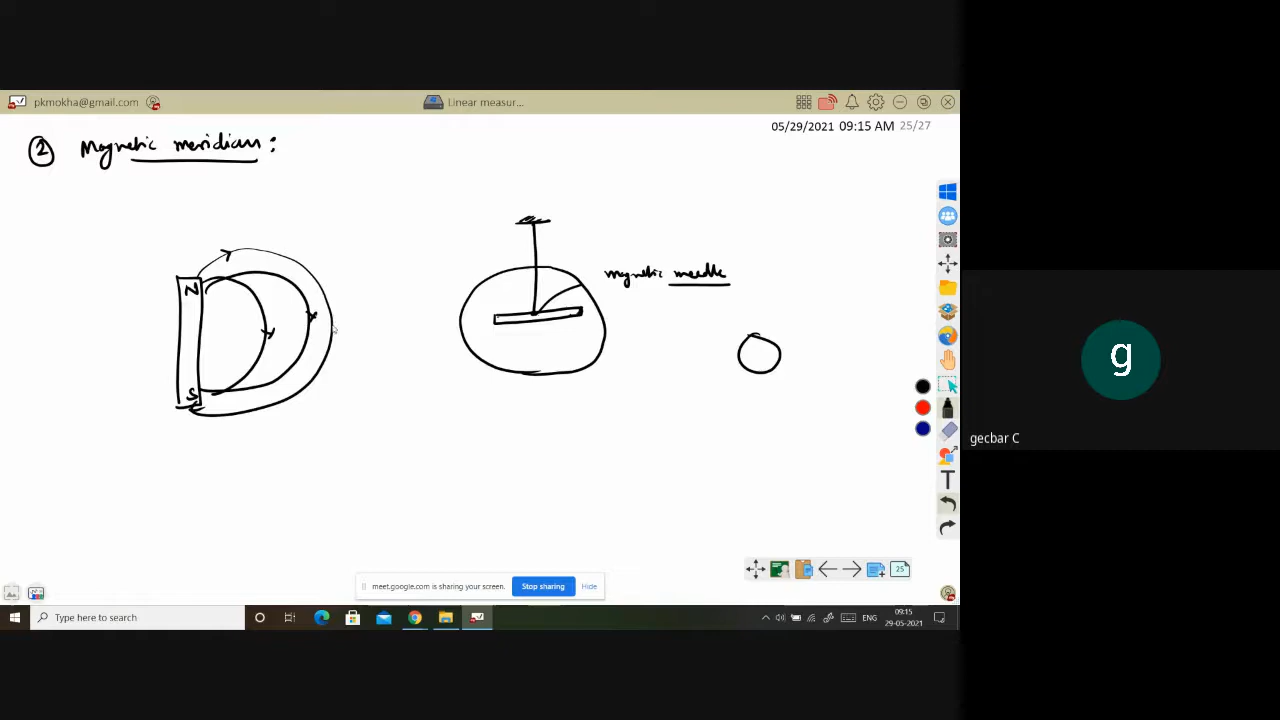 pkmokha@gmail.com
Linear measur...
05/29/2021 09:15 AM 25/27
② Magnetic meridian:
magnetic needle
N
S
T
g
gecbar C
25
meet.google.com is sharing your screen. Stop sharing Hide
Type here to search
ENG
09:15
29-05-2021